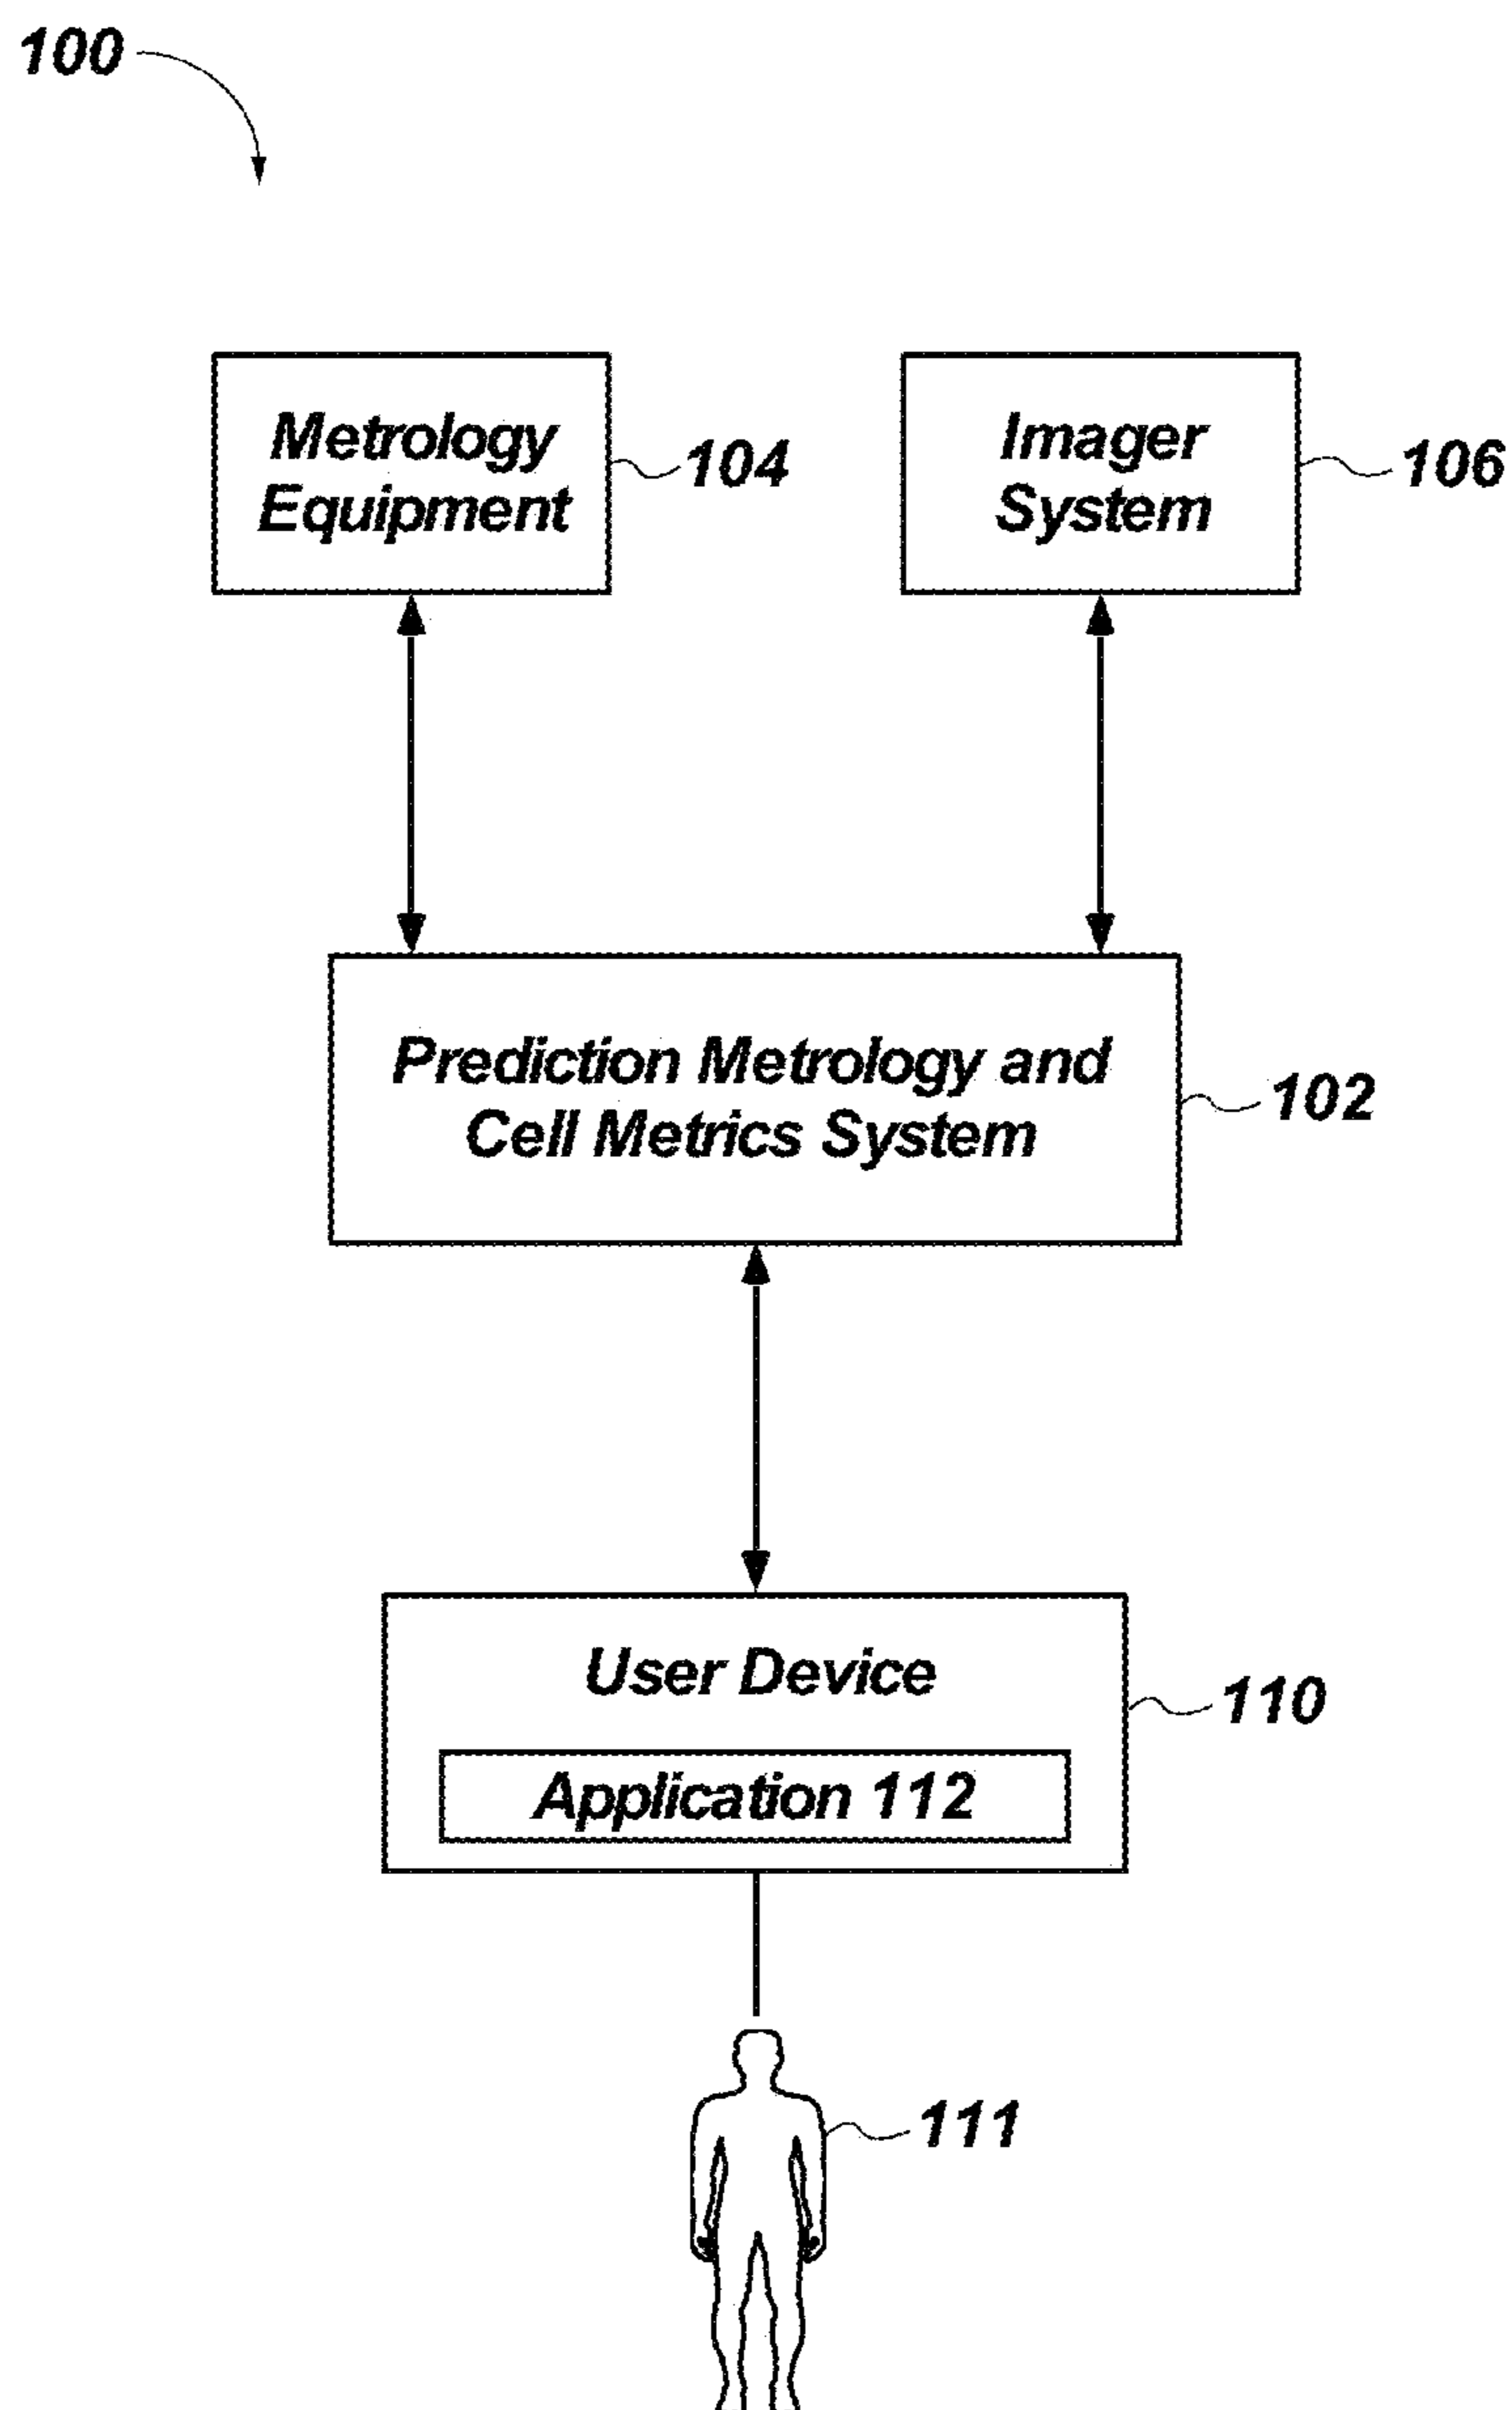 100
Metrology
Equipment
104
Imager
System
106
Prediction Metrology and
Cell Metrics System
102
User Device
110
Application 112
111